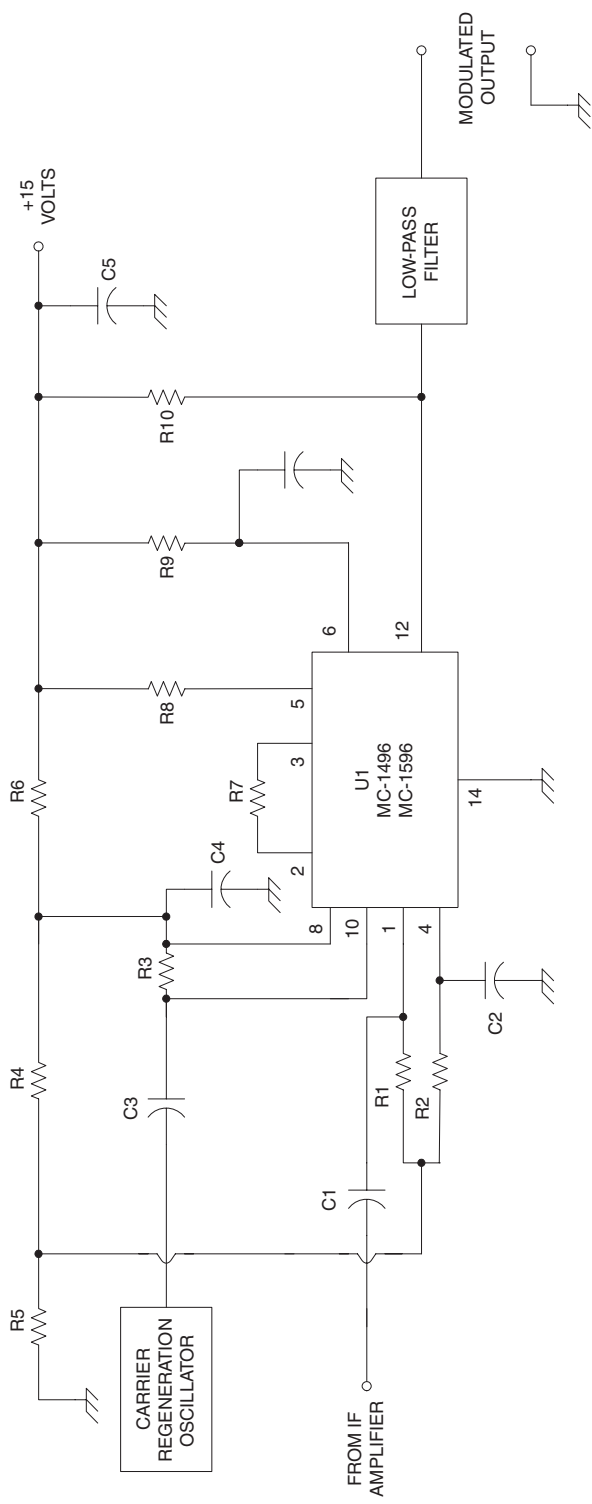 +15
VOLTS
C5
R10
R9
R8
R6
R4
R5
R7
C4
R3
C3
CARRIER
REGENERATION
OSCILLATOR
FROM IF
AMPLIFIER
C1
R1
R2
C2
8
10
1
4
2
3
5
6
12
14
U1
MC-1496
MC-1596
LOW-PASS
FILTER
MODULATED
OUTPUT